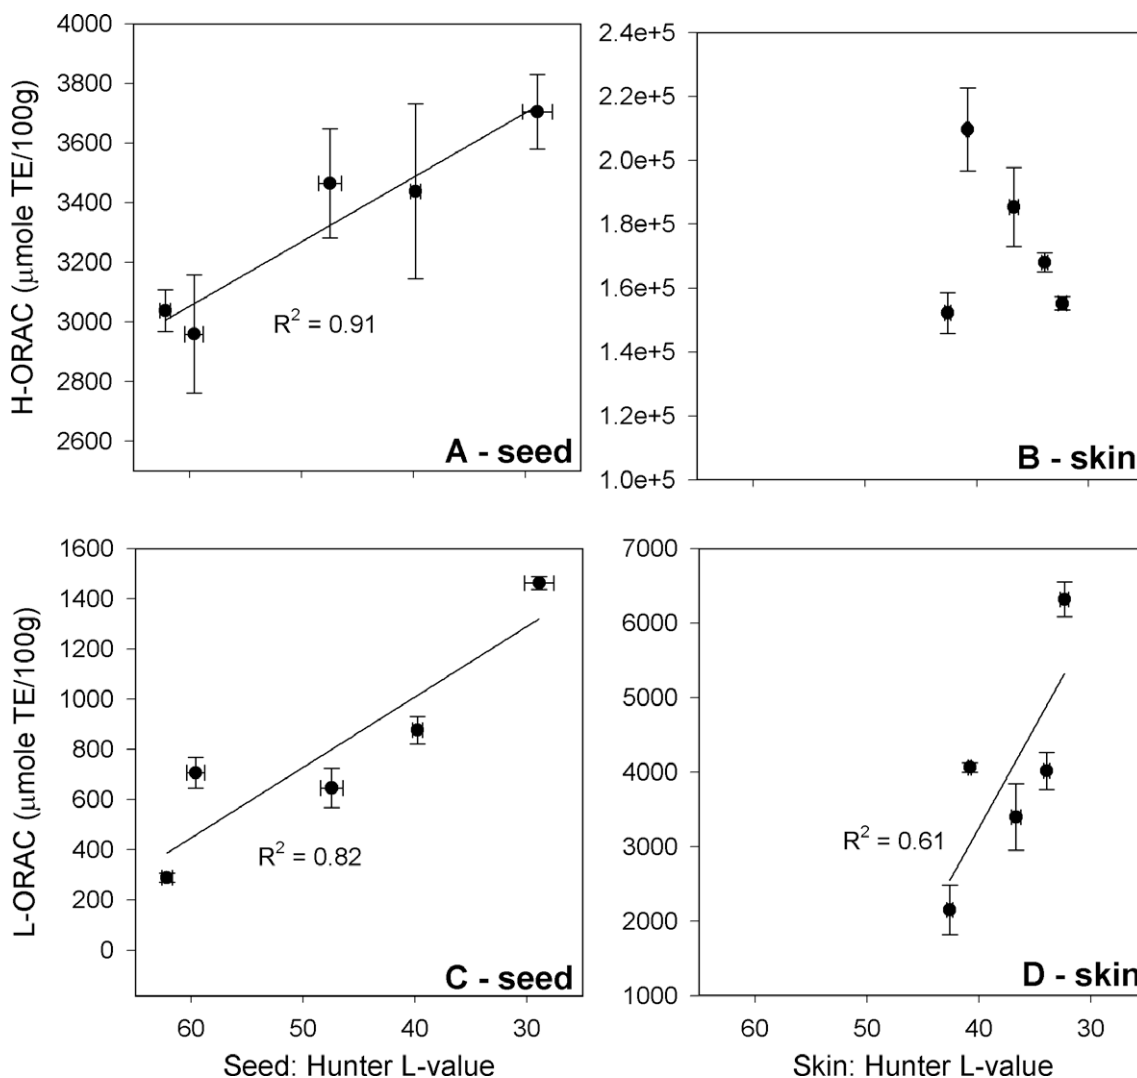 H-ORAC (μmole TE/100g)
4000
3800
3600
3400
3200
3000
2800
2600
R² = 0.91
A - seed
2.4e+5
2.2e+5
2.0e+5
1.8e+5
1.6e+5
1.4e+5
1.2e+5
1.0e+5
60 50 40 30
B - skin
L-ORAC (μmole TE/100g)
1600
1400
1200
1000
800
600
400
200
0
R² = 0.82
C - seed
60 50 40 30
Seed: Hunter L-value
7000
6000
5000
4000
3000
2000
1000
R² = 0.61
D - skin
60 50 40 30
Skin: Hunter L-value